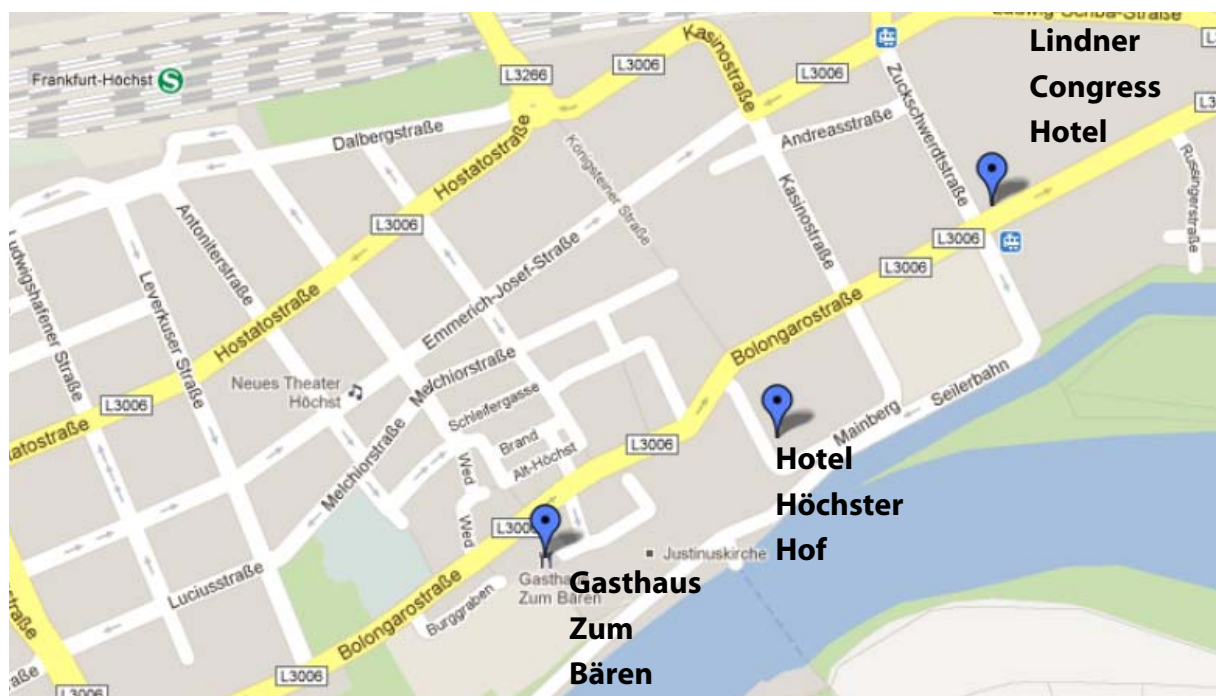 Ludwig-Scriba-Straße
Lindner
Congress
Hotel
Frankfurt-Höchst S
L3266
L3006
Kasinostraße
L3006
Zuckschwerdtstraße
Dalbergstraße
Andreasstraße
Hostatostraße
Königsteiner Straße
Kasinostraße
Russingerstraße
L3006
Antoniterstraße
L3006
L3006
Ludwigshafener Straße
Leverkuser Straße
Emmerich-Josef-Straße
Hostatostraße
Bolongarostraße
Melchiorstraße
Neues Theater
Höchst
Schleifergasse
Seilerbahn
L3006
Mainberg
Brand
Alt-Höchst
L3006
Hotel
Höchster
Hof
Melchiorstraße
Wed
Wed
L3006
Justinuskirche
Gasthaus
Zum Bären
Gasthaus
Zum
Bären
Luciusstraße
Burggraben
Bolongarostraße
L3006